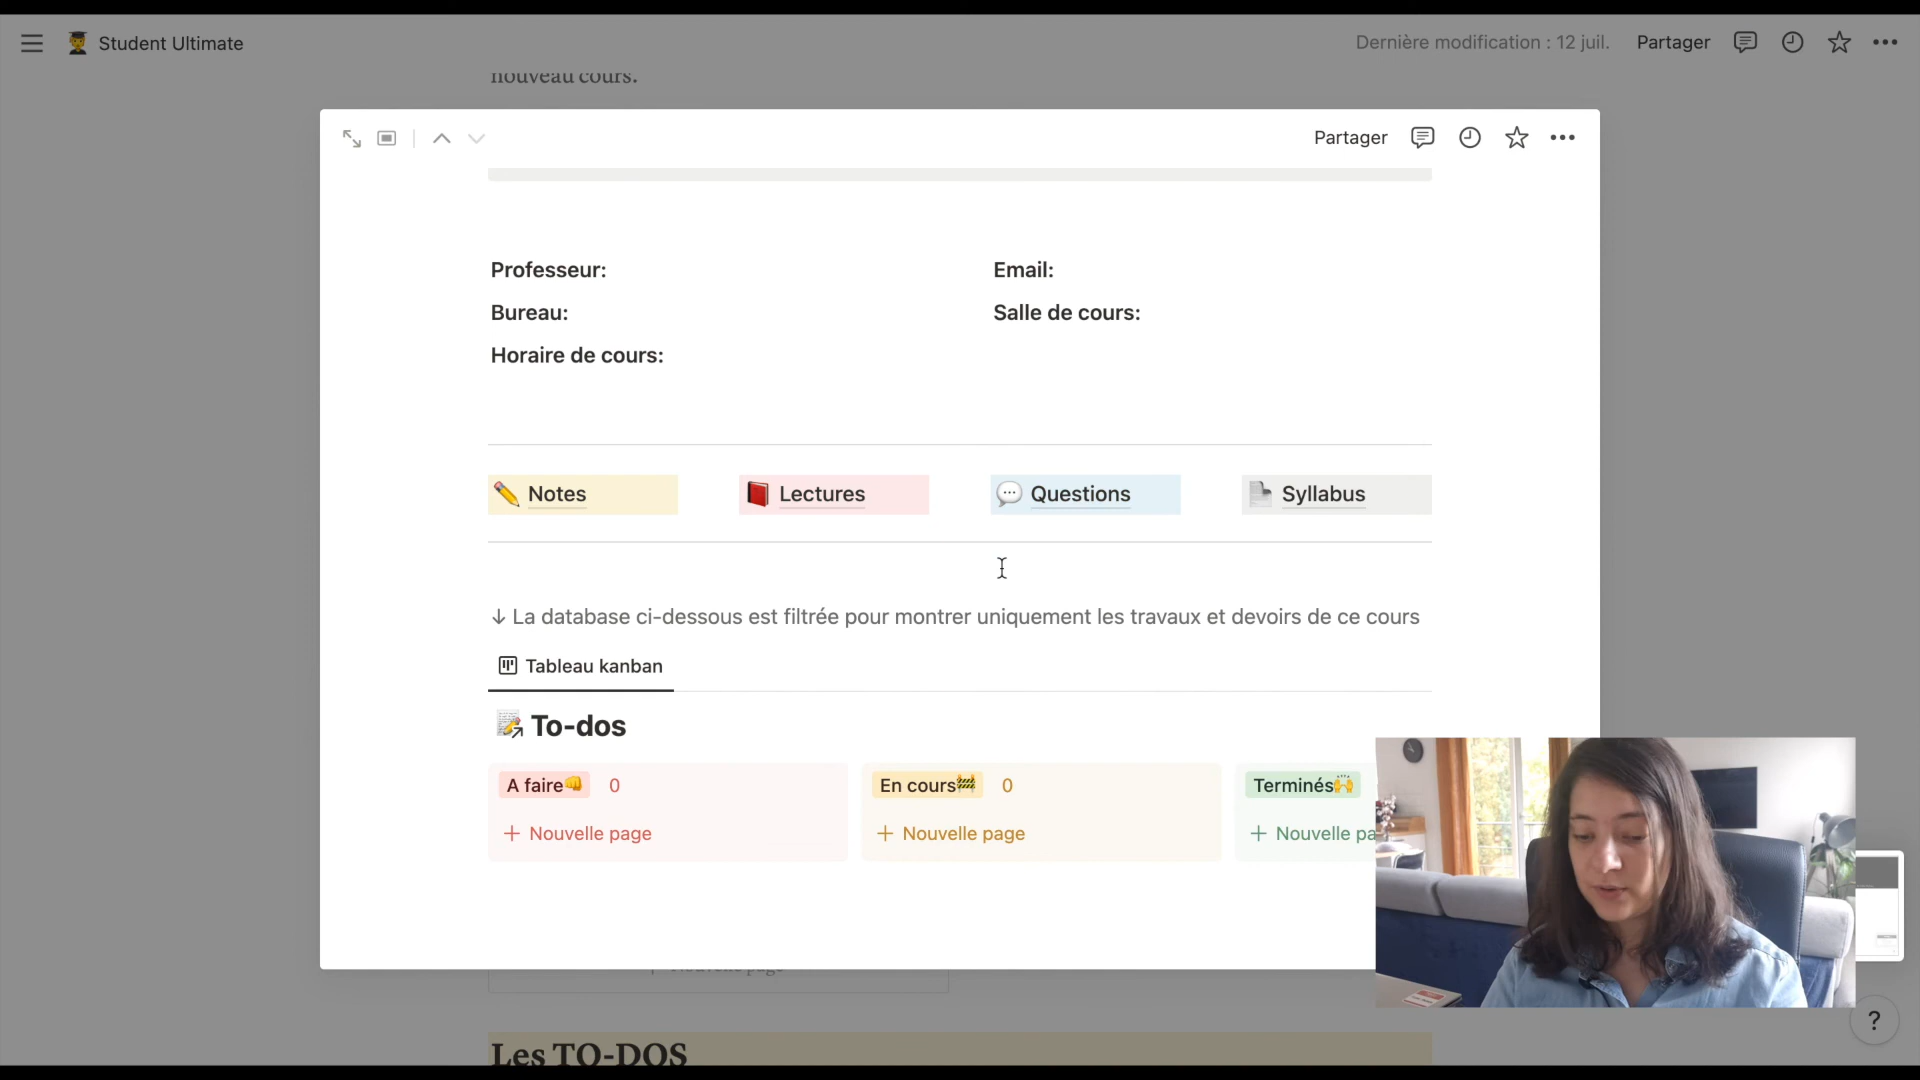 Student Ultimate
Dernière modification : 12 juil.
Partager
nouveau cours.
Partager
Professeur:
Email:
Bureau:
Salle de cours:
Horaire de cours:
Notes
Lectures
Questions
Syllabus
↓ La database ci-dessous est filtrée pour montrer uniquement les travaux et devoirs de ce cours
Tableau kanban
To-dos
A faire👊 0
En cours🚧 0
Terminés🙌
+ Nouvelle page
+ Nouvelle page
+ Nouvelle pa
+ Nouvelle page
Les TO-DOS
?